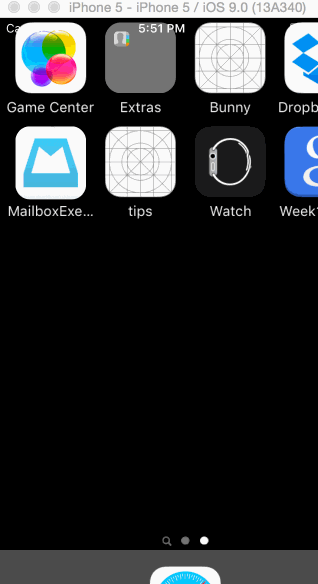 iPhone 5 - iPhone 5 / iOS 9.0 (13A340)
Ca 5:51 PM
Game Center Extras Bunny Dropb
MailboxExe... tips Watch Week